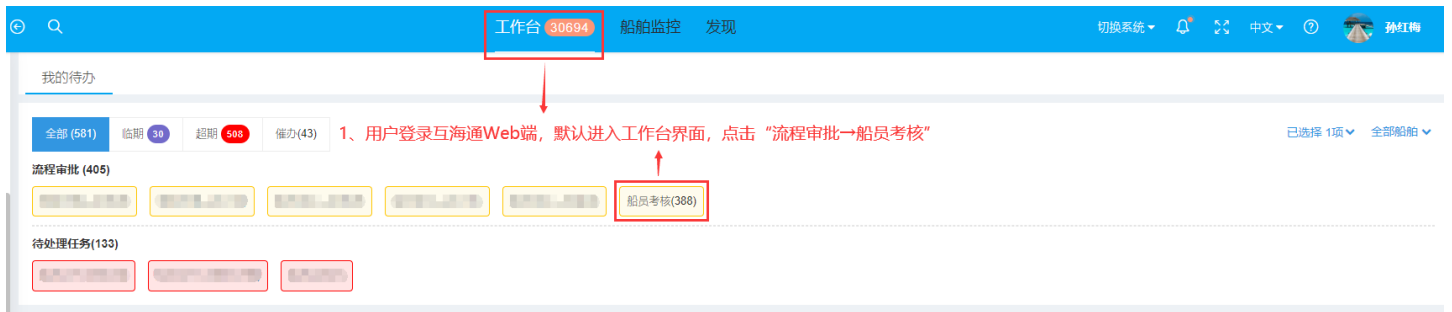 工作台 30694 船舶监控 发现 切换系统 中文 孙红梅
我的待办
全部 (581) 临期 30 超期 508 催办(43) 1、用户登录互海通Web端，默认进入工作台界面，点击“流程审批→船员考核” 已选择 1项 全部船舶
流程审批 (405)
船员考核(388)
待处理任务(133)